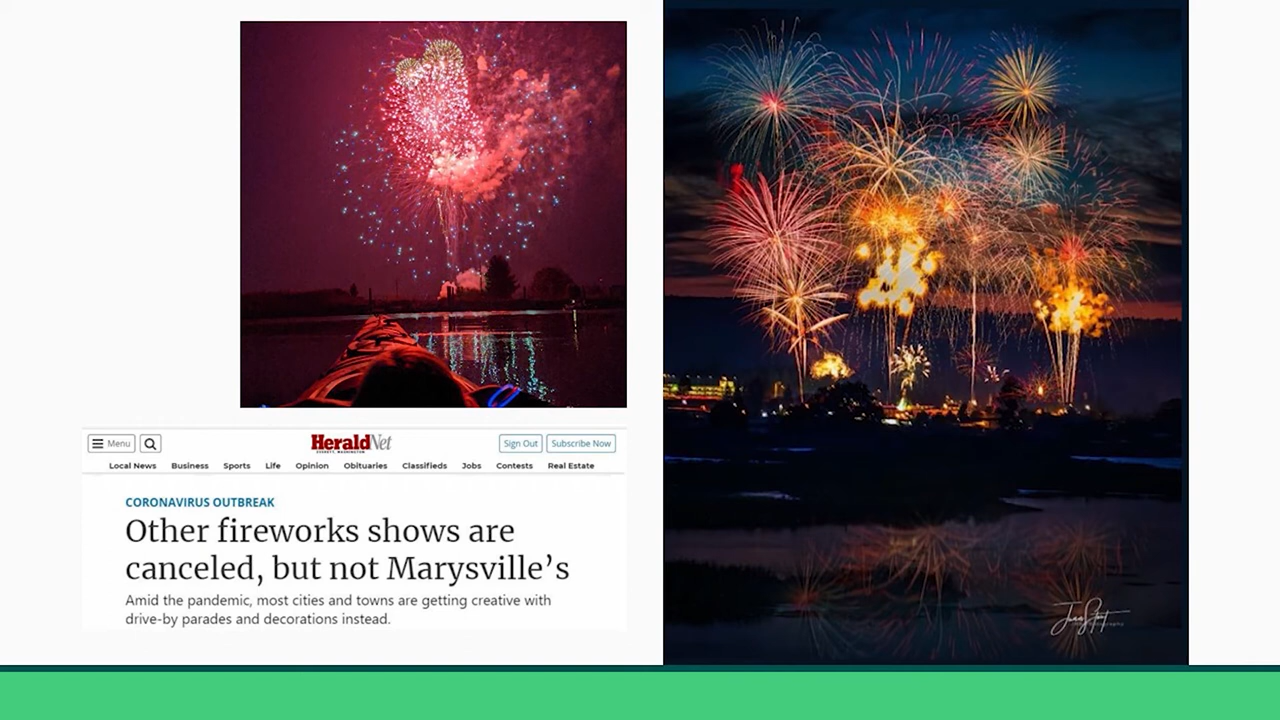 Menu
HeraldNet
EVERETT, WASHINGTON
Sign Out
Subscribe Now
Local News Business Sports Life Opinion Obituaries Classifieds Jobs Contests Real Estate
CORONAVIRUS OUTBREAK
Other fireworks shows are
canceled, but not Marysville's
Amid the pandemic, most cities and towns are getting creative with
drive-by parades and decorations instead.